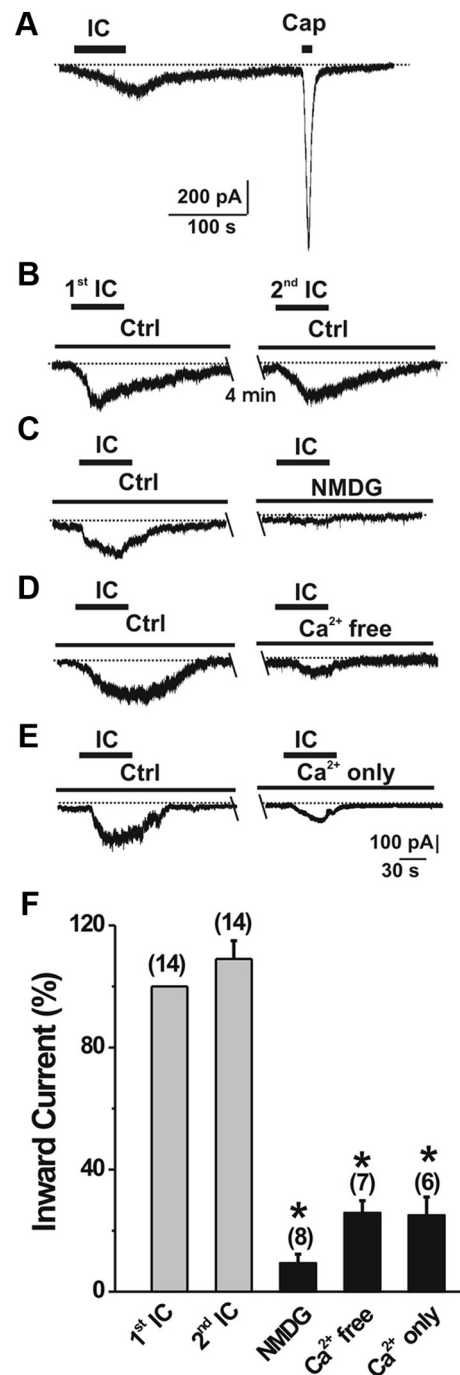 A
IC Cap
200 pA
100 s
B
1st IC 2nd IC
Ctrl Ctrl
4 min
C
IC IC
Ctrl NMDG
D
IC IC
Ctrl Ca2+ free
E
IC IC
Ctrl Ca2+ only
100 pA
30 s
F
Inward Current (%)
120
80
40
0
(14) (14)
* * *
(8) (7) (6)
1st IC 2nd IC NMDG Ca2+ free Ca2+ only